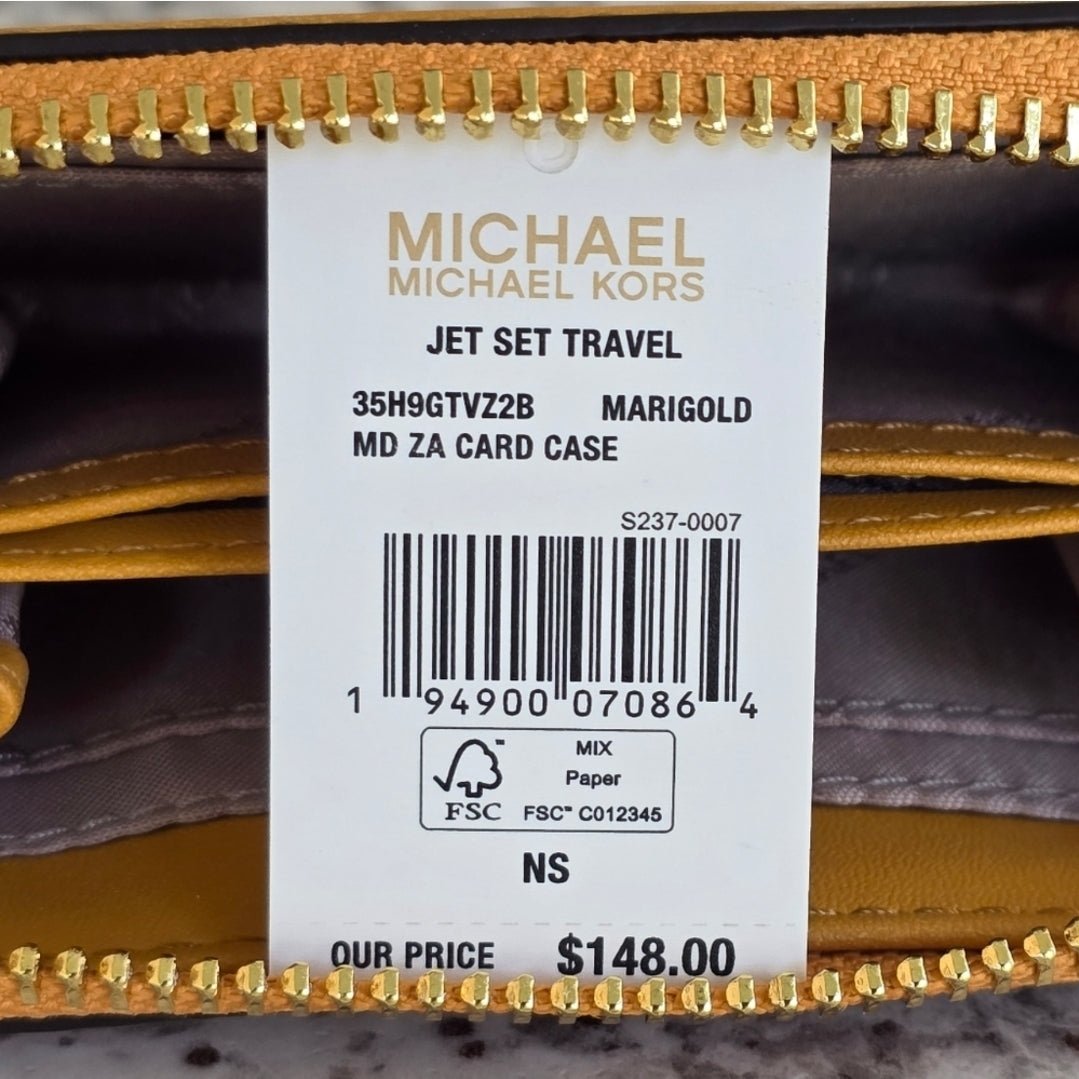 MICHAEL
MICHAEL KORS
JET SET TRAVEL
35H9GTVZ2B MARIGOLD
MD ZA CARD CASE
S237-0007
1 94900 07086 4
FSC™
MIX
Paper
FSC™ C012345
NS
OUR PRICE $148.00